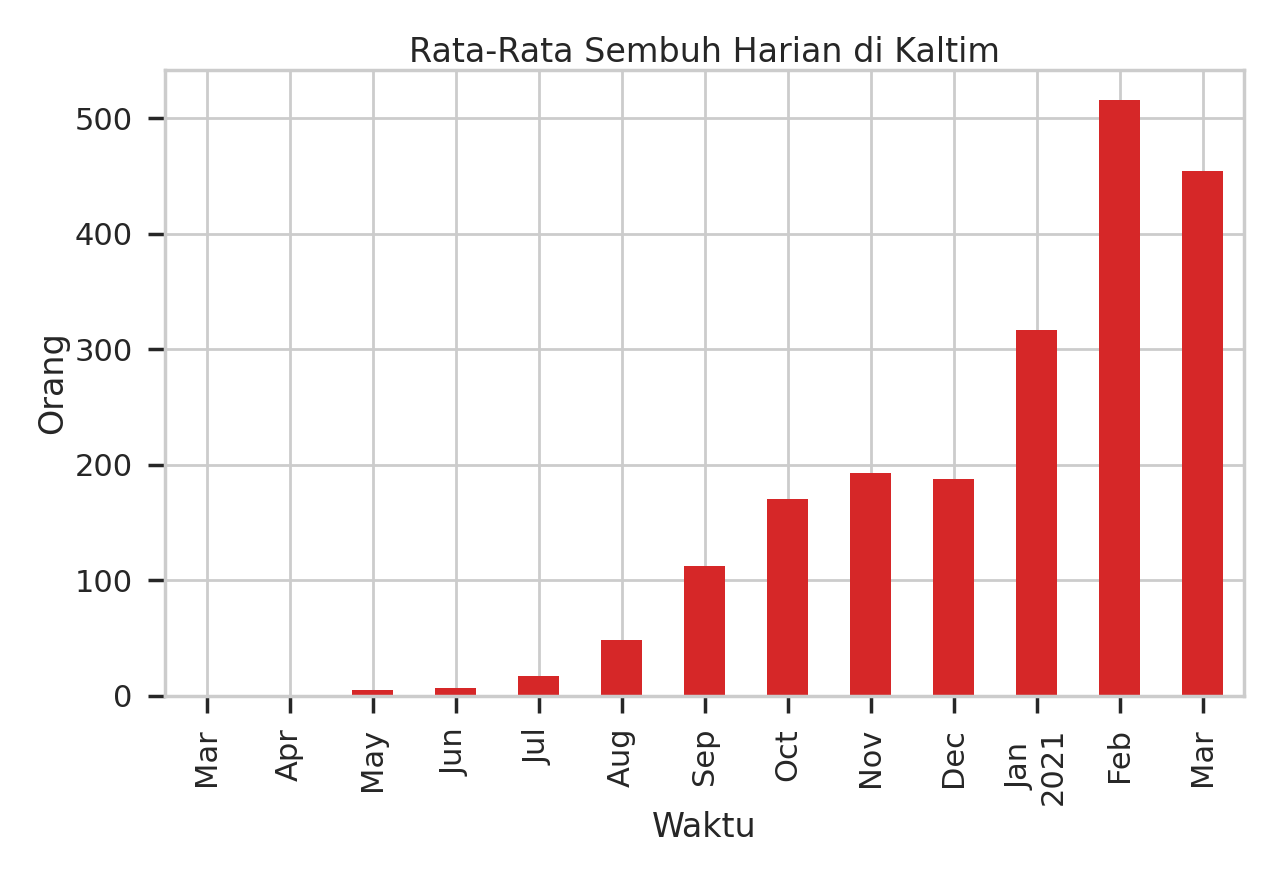 Rata-Rata Sembuh Harian di Kaltim
500
400
300
200
100
0
Orang
Mar
Apr
May
Jun
Jul
Aug
Sep
Oct
Nov
Dec
Jan
2021
Feb
Mar
Waktu